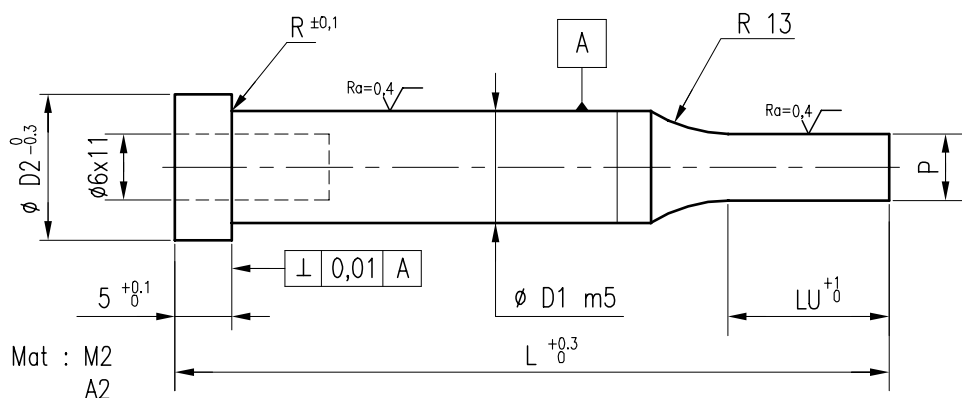 R ±0,1
A
R 13
Ra=0,4
Ra=0,4
ϕ D2 0 -0.3
ϕ6x11
P
⊥ 0,01 A
5 +0.1 0
ϕ D1 m5
LU +1 0
Mat : M2
A2
L +0.3 0